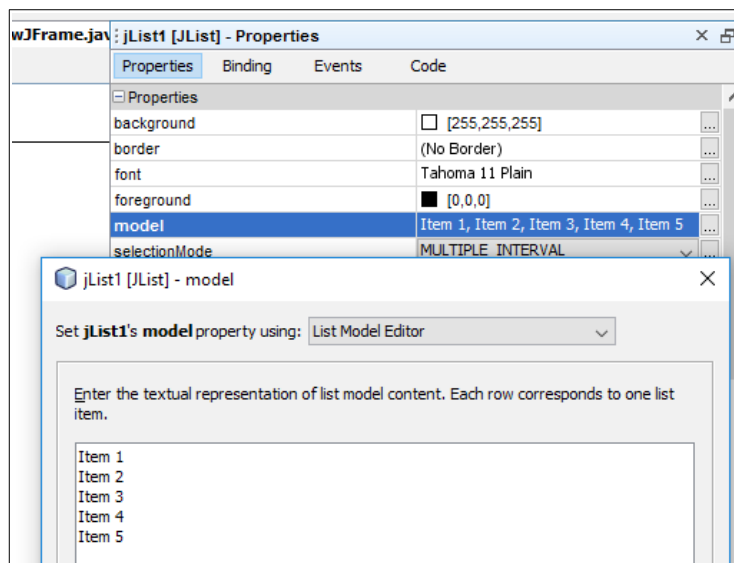 wJFrame.jav
jList1 [JList] - Properties
Properties Binding Events Code
Properties
background [255,255,255] ...
border (No Border) ...
font Tahoma 11 Plain ...
foreground [0,0,0] ...
model Item 1, Item 2, Item 3, Item 4, Item 5 ...
selectionMode MULTIPLE_INTERVAL ...
jList1 [JList] - model
Set jList1's model property using: List Model Editor
Enter the textual representation of list model content. Each row corresponds to one list
item.
Item 1
Item 2
Item 3
Item 4
Item 5